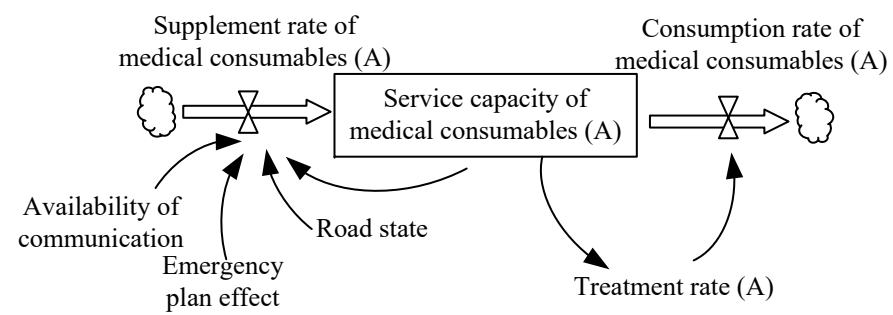 Supplement rate of
medical consumables (A)
Consumption rate of
medical consumables (A)
Service capacity of
medical consumables (A)
Availability of
communication
Road state
Emergency
plan effect
Treatment rate (A)